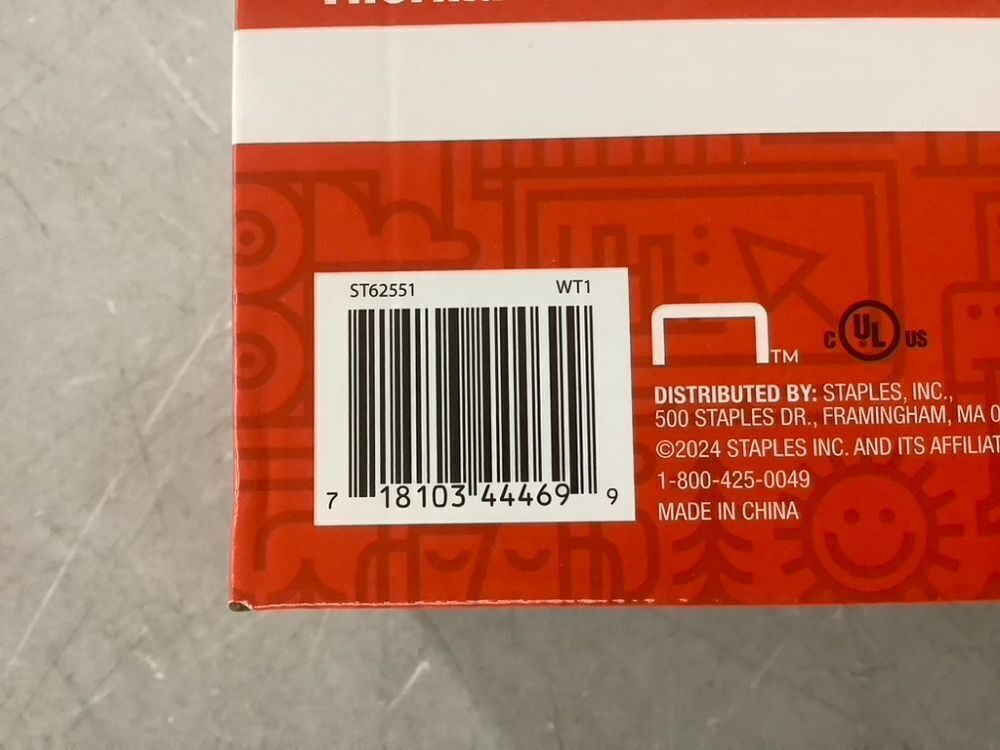 ST62551 WT1
7 18103 44469 9
TM
C UL US
DISTRIBUTED BY: STAPLES, INC.,
500 STAPLES DR., FRAMINGHAM, MA
©2024 STAPLES INC. AND ITS
1-800-425-0049
MADE IN CHINA